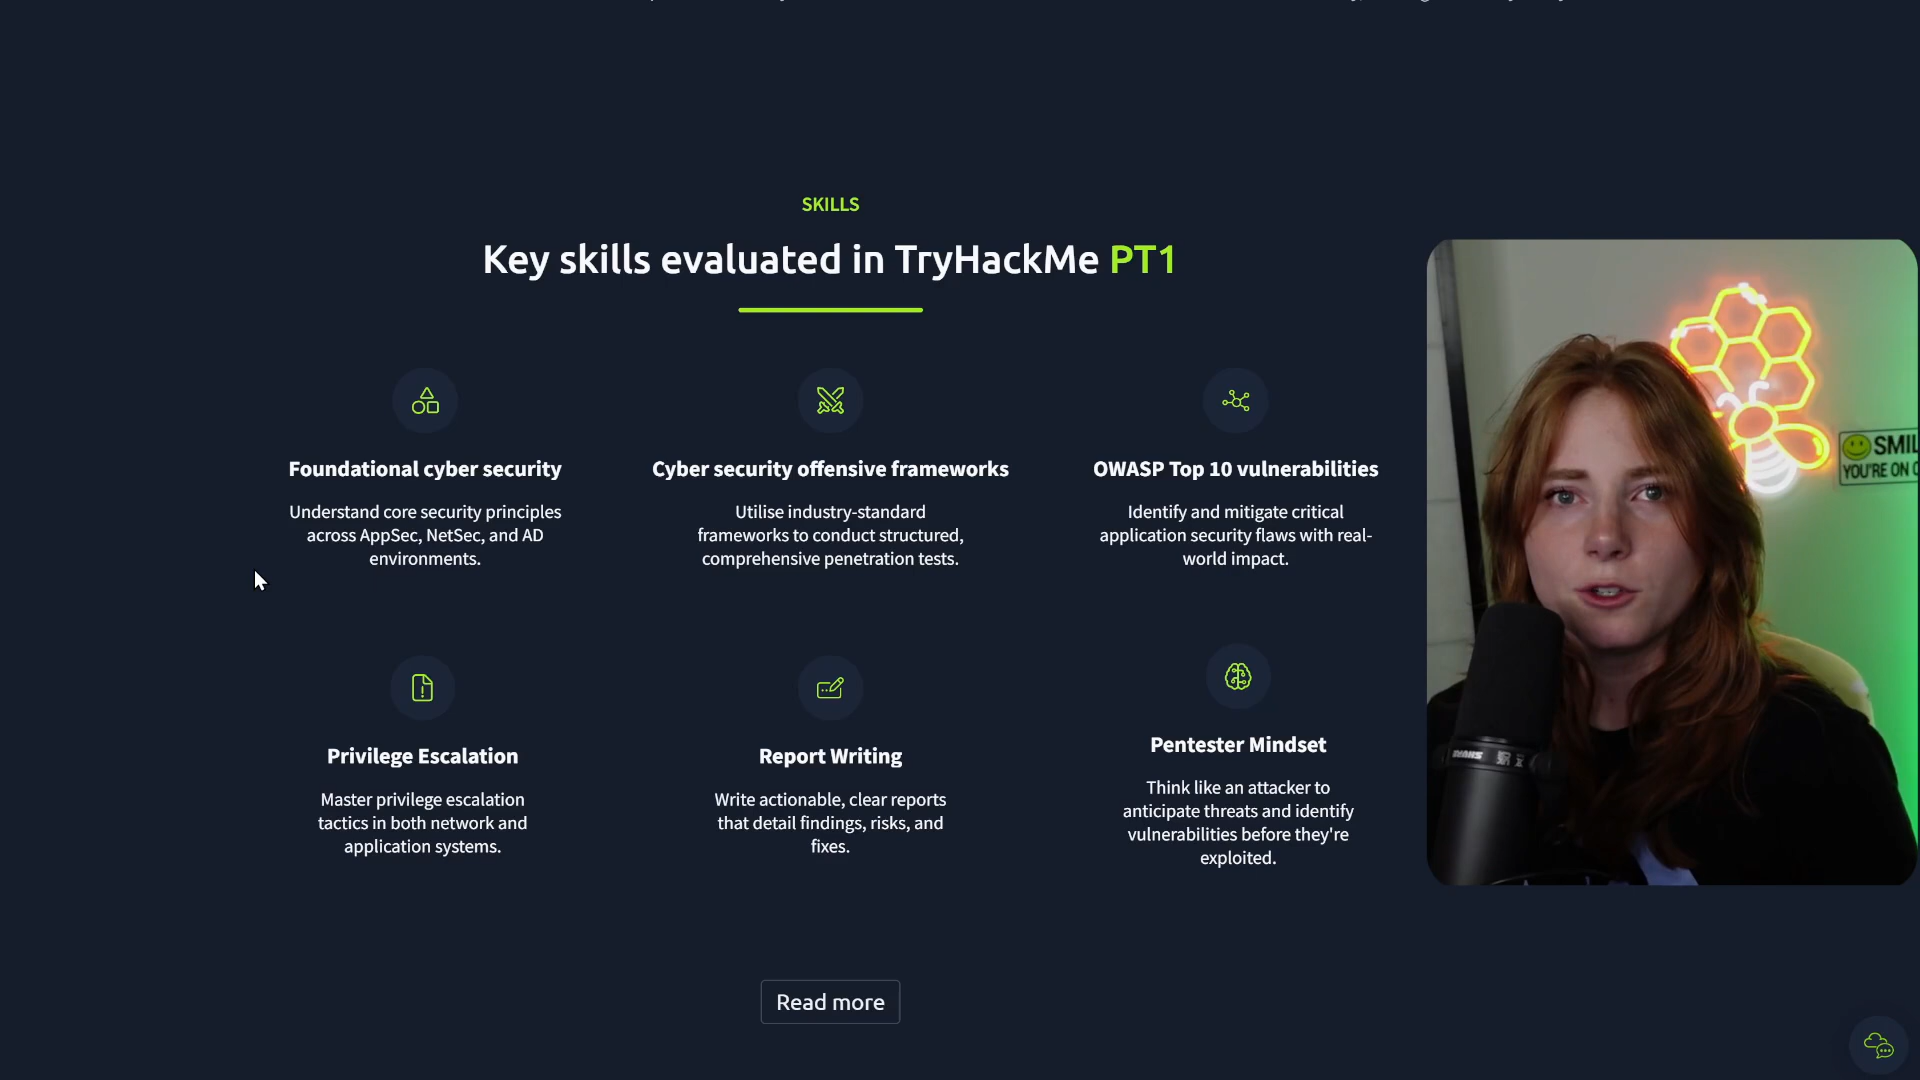 SKILLS
Key skills evaluated in TryHackMe PT1
Foundational cyber security
Understand core security principles
across AppSec, NetSec, and AD
environments.
Cyber security offensive frameworks
Utilise industry-standard
frameworks to conduct structured,
comprehensive penetration tests.
OWASP Top 10 vulnerabilities
Identify and mitigate critical
application security flaws with real-
world impact.
Privilege Escalation
Master privilege escalation
tactics in both network and
application systems.
Report Writing
Write actionable, clear reports
that detail findings, risks, and
fixes.
Pentester Mindset
Think like an attacker to
anticipate threats and identify
vulnerabilities before they're
exploited.
SMIL
YOU'RE ON C
SHURE
Read more